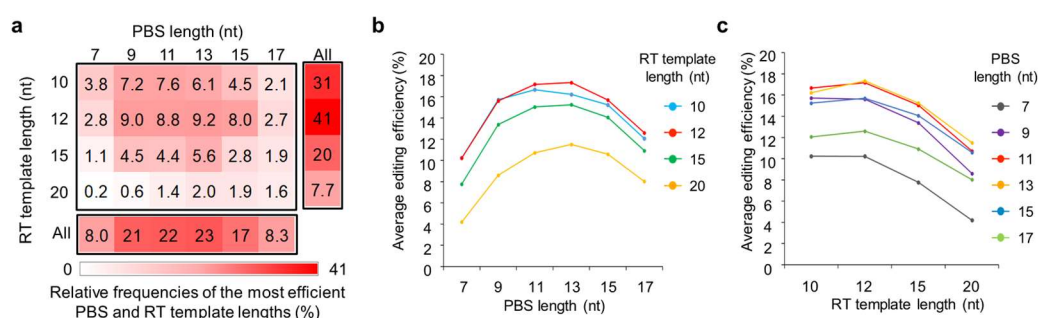 a
PBS length (nt)
7 9 11 13 15 17 All
RT template length (nt)
10 3.8 7.2 7.6 6.1 4.5 2.1 31
12 2.8 9.0 8.8 9.2 8.0 2.7 41
15 1.1 4.5 4.4 5.6 2.8 1.9 20
20 0.2 0.6 1.4 2.0 1.9 1.6 7.7
All 8.0 21 22 23 17 8.3
0 41
Relative frequencies of the most efficient
PBS and RT template lengths (%)
b
Average editing efficiency (%)
20
18
16
14
12
10
8
6
4
2
0
7 9 11 13 15 17
PBS length (nt)
RT template
length (nt)
10
12
15
20
c
Average editing efficiency (%)
20
18
16
14
12
10
8
6
4
2
0
10 12 15 20
RT template length (nt)
PBS
length (nt)
7
9
11
13
15
17